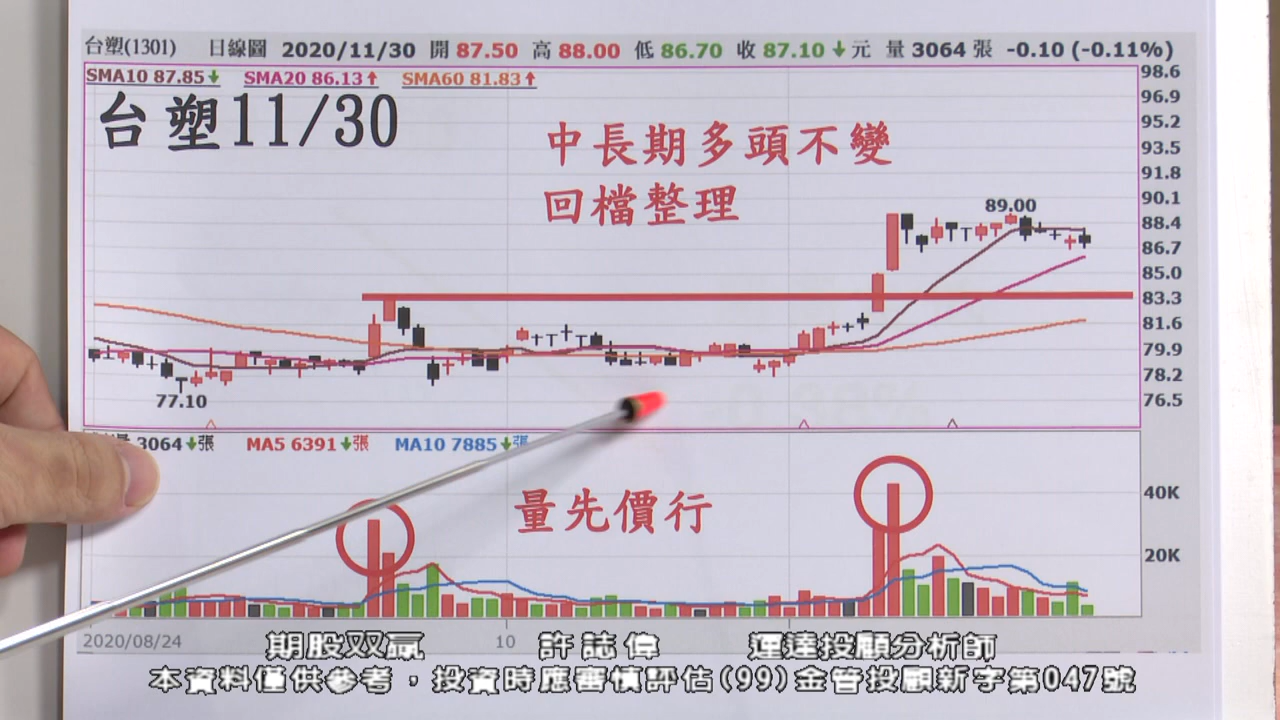 台塑(1301) 日線圖 2020/11/30 開 87.50 高 88.00 低 86.70 收 87.10↓元 量 3064 張 -0.10 (-0.11%)
SMA10 87.85↓ SMA20 86.13↑ SMA60 81.83↑
台塑11/30
中長期多頭不變
回檔整理
98.6
96.9
95.2
93.5
91.8
90.1
88.4
86.7
85.0
83.3
81.6
79.9
78.2
76.5
89.00
77.10
量 3064↓張 MA5 6391↓張 MA10 7885↓張
量先價行
40K
20K
2020/08/24 10
期股双贏 許誌偉 運達投顧分析師
本資料僅供參考，投資時應審慎評估(99)金管投顧新字第047號